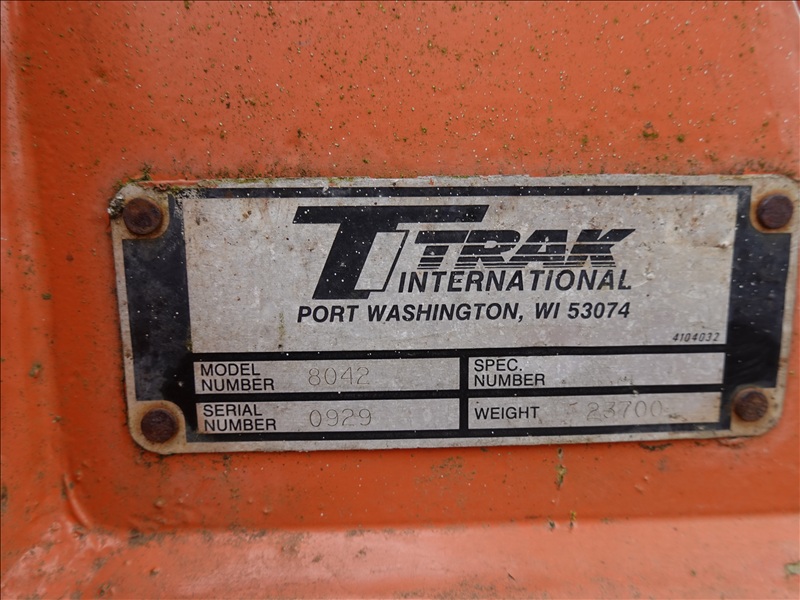 TRAK
INTERNATIONAL
PORT WASHINGTON, WI 53074
4104032
MODEL NUMBER 8042
SPEC. NUMBER
SERIAL NUMBER 0929
WEIGHT 23700